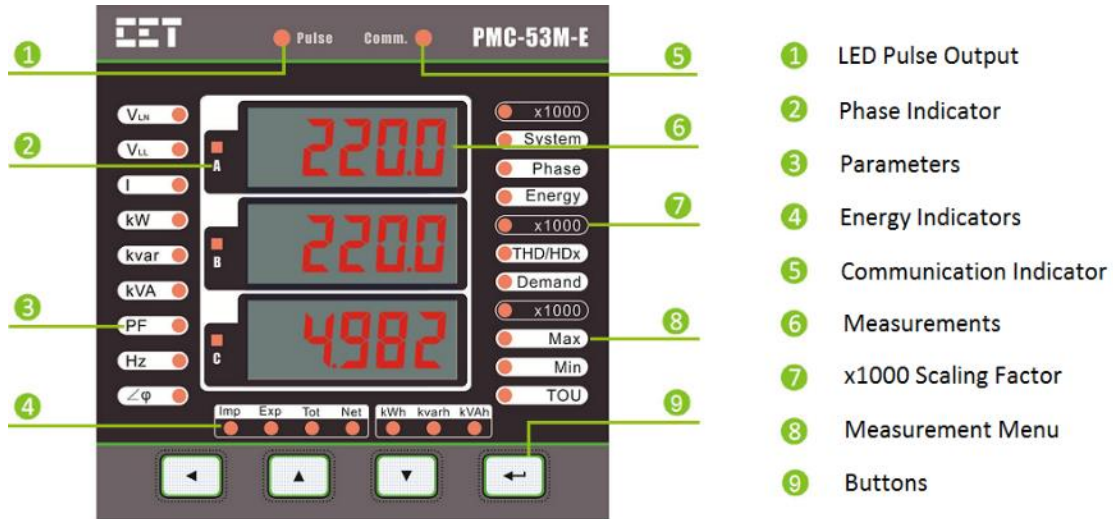 CET Pulse Comm. PMC-53M-E
1 5
VLN
VLL
I
kW
kvar
kVA
PF
Hz
∠φ
2
3
4
A
220.0
B
220.0
C
4.982
x1000
System
Phase
Energy
x1000
THD/HDx
Demand
x1000
Max
Min
TOU
6
7
8
9
Imp Exp Tot Net kWh kvarh kVAh
1 LED Pulse Output
2 Phase Indicator
3 Parameters
4 Energy Indicators
5 Communication Indicator
6 Measurements
7 x1000 Scaling Factor
8 Measurement Menu
9 Buttons